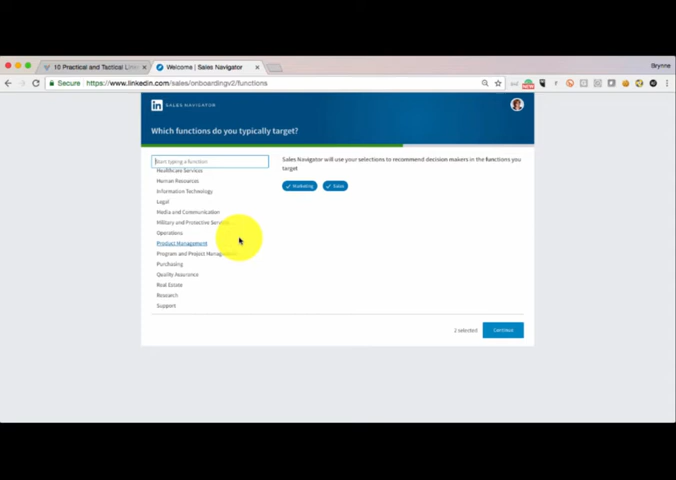 10 Practical and Tactical Lin
Welcome | Sales Navigator
Brynne
Secure
https://www.linkedin.com/sales/onboardingv2/functions
in SALES NAVIGATOR
Which functions do you typically target?
Start typing a function
Healthcare Services
Human Resources
Information Technology
Legal
Media and Communication
Military and Protective Services
Operations
Product Management
Program and Project Management
Purchasing
Quality Assurance
Real Estate
Research
Support
Sales Navigator will use your selections to recommend decision makers in the functions you
target
Marketing
Sales
2 selected
Continue